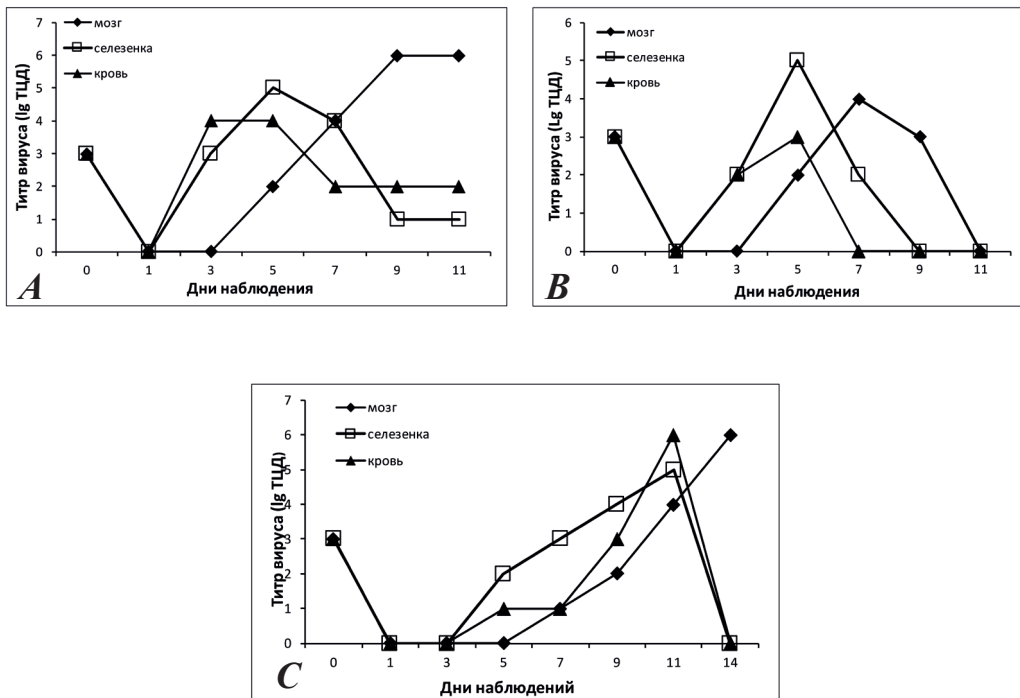 7
6
5
4
3
2
1
0
Титр вируса (lg ТЦД)
мозг
селезенка
кровь
0 1 3 5 7 9 11
Дни наблюдения
A
6
5
4
3
2
1
0
Титр вируса (Lg ТЦД)
мозг
селезенка
кровь
0 1 3 5 7 9 11
Дни наблюдения
B
7
6
5
4
3
2
1
0
Титр вируса (lg ТЦД)
мозг
селезенка
кровь
0 1 3 5 7 9 11 14
Дни наблюдений
C